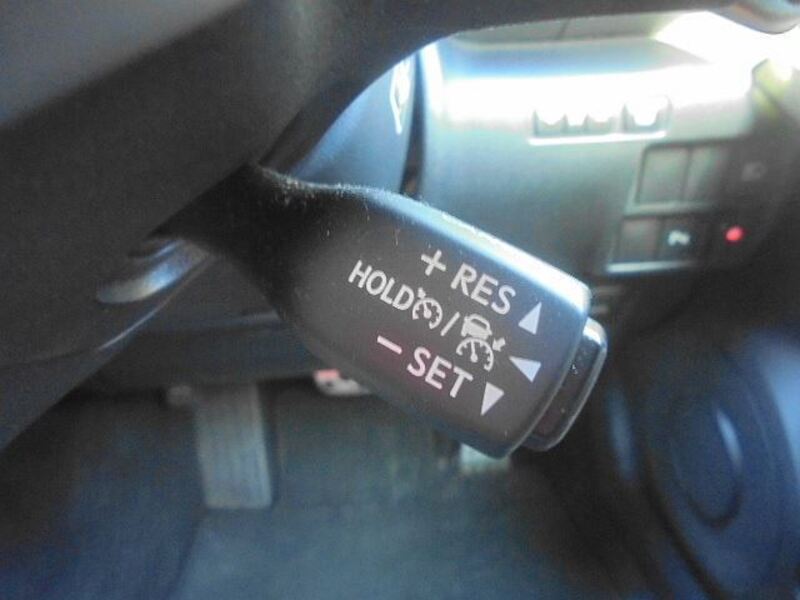 + RES
HOLD /
− SET